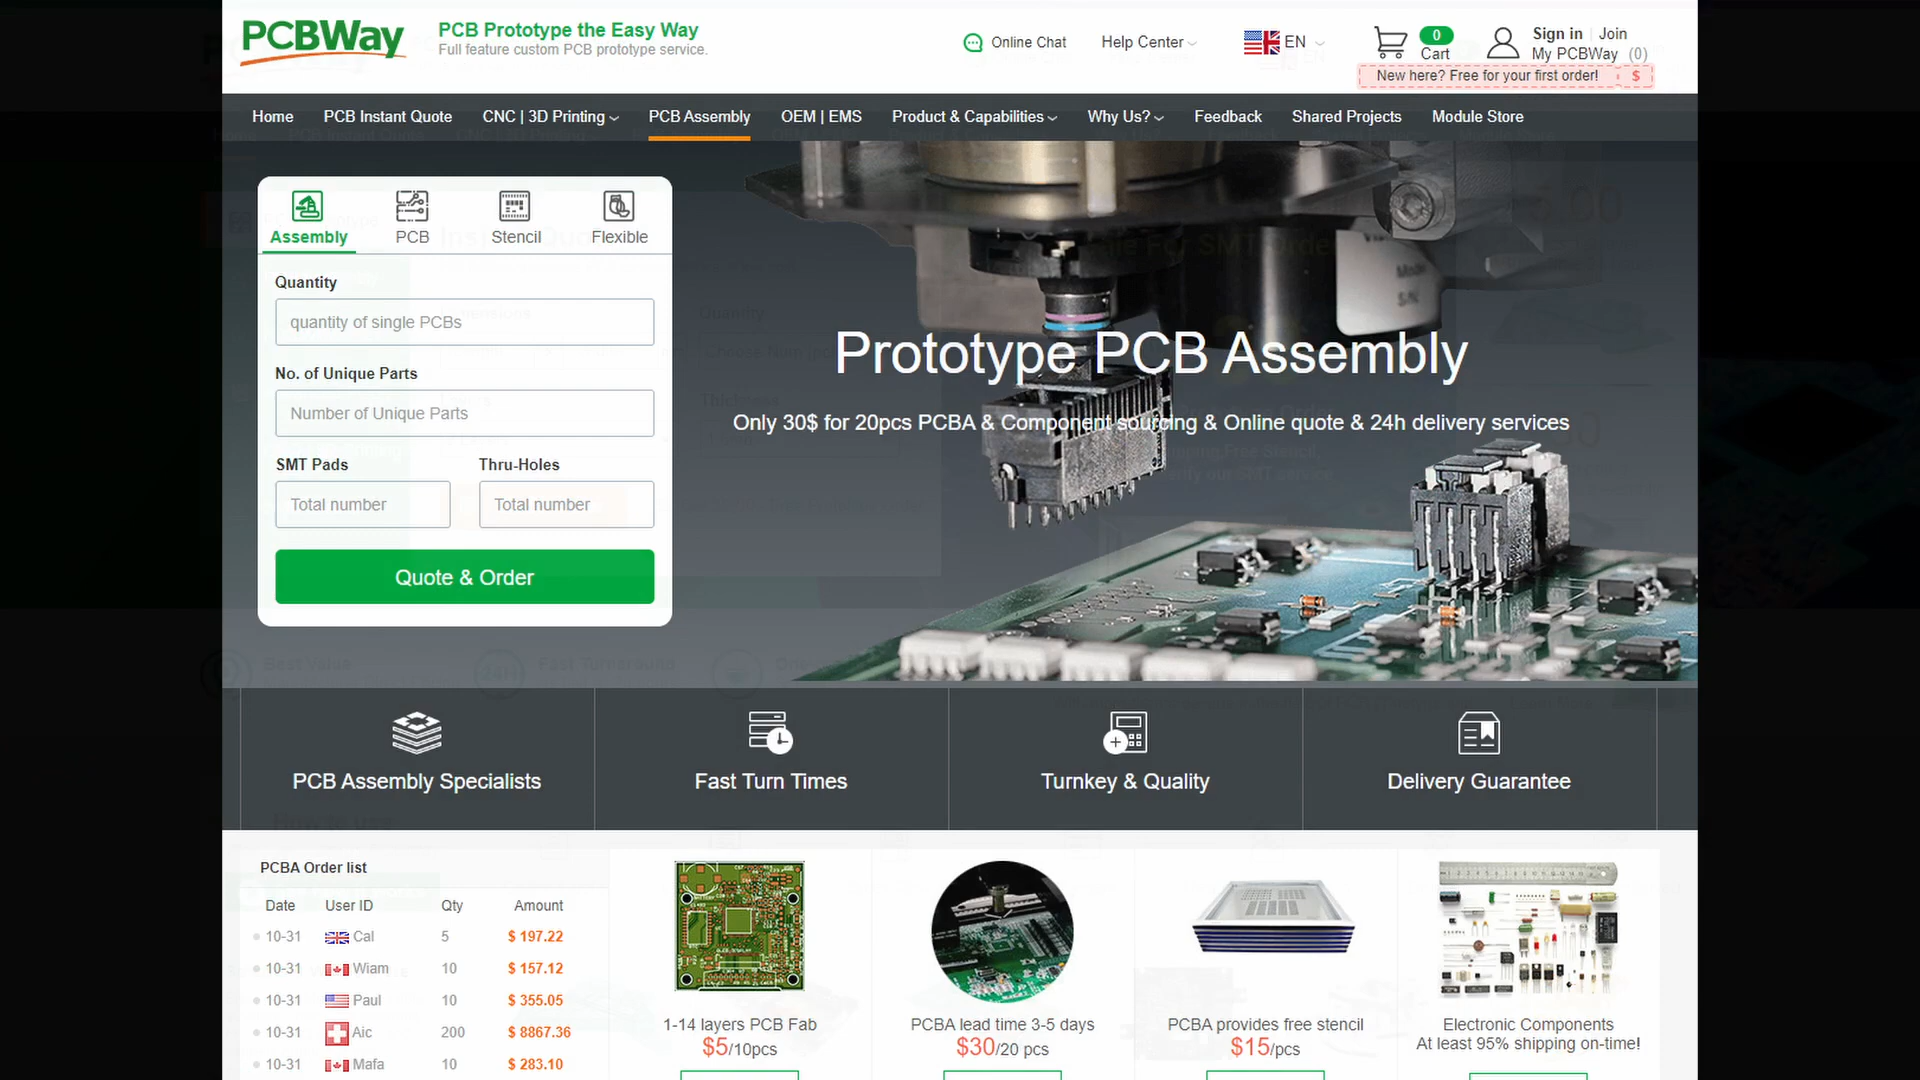 PCBWay
PCB Prototype the Easy Way
Full feature custom PCB prototype service.
Online Chat
Help Center
EN
0
Cart
Sign in | Join
My PCBWay (0)
New here? Free for your first order! $
Home
PCB Instant Quote
CNC | 3D Printing
PCB Assembly
OEM | EMS
Product & Capabilities
Why Us?
Feedback
Shared Projects
Module Store
Assembly
PCB
Stencil
Flexible
Quantity
quantity of single PCBs
No. of Unique Parts
Number of Unique Parts
SMT Pads
Thru-Holes
Total number
Total number
Quote & Order
Prototype PCB Assembly
Only 30$ for 20pcs PCBA & Component sourcing & Online quote & 24h delivery services
PCB Assembly Specialists
Fast Turn Times
Turnkey & Quality
Delivery Guarantee
PCBA Order list
Date User ID Qty Amount
10-31 Cal 5 $ 197.22
10-31 Wiam 10 $ 157.12
10-31 Paul 10 $ 355.05
10-31 Aic 200 $ 8867.36
10-31 Mafa 10 $ 283.10
1-14 layers PCB Fab
$5/10pcs
PCBA lead time 3-5 days
$30/20 pcs
PCBA provides free stencil
$15/pcs
Electronic Components
At least 95% shipping on-time!